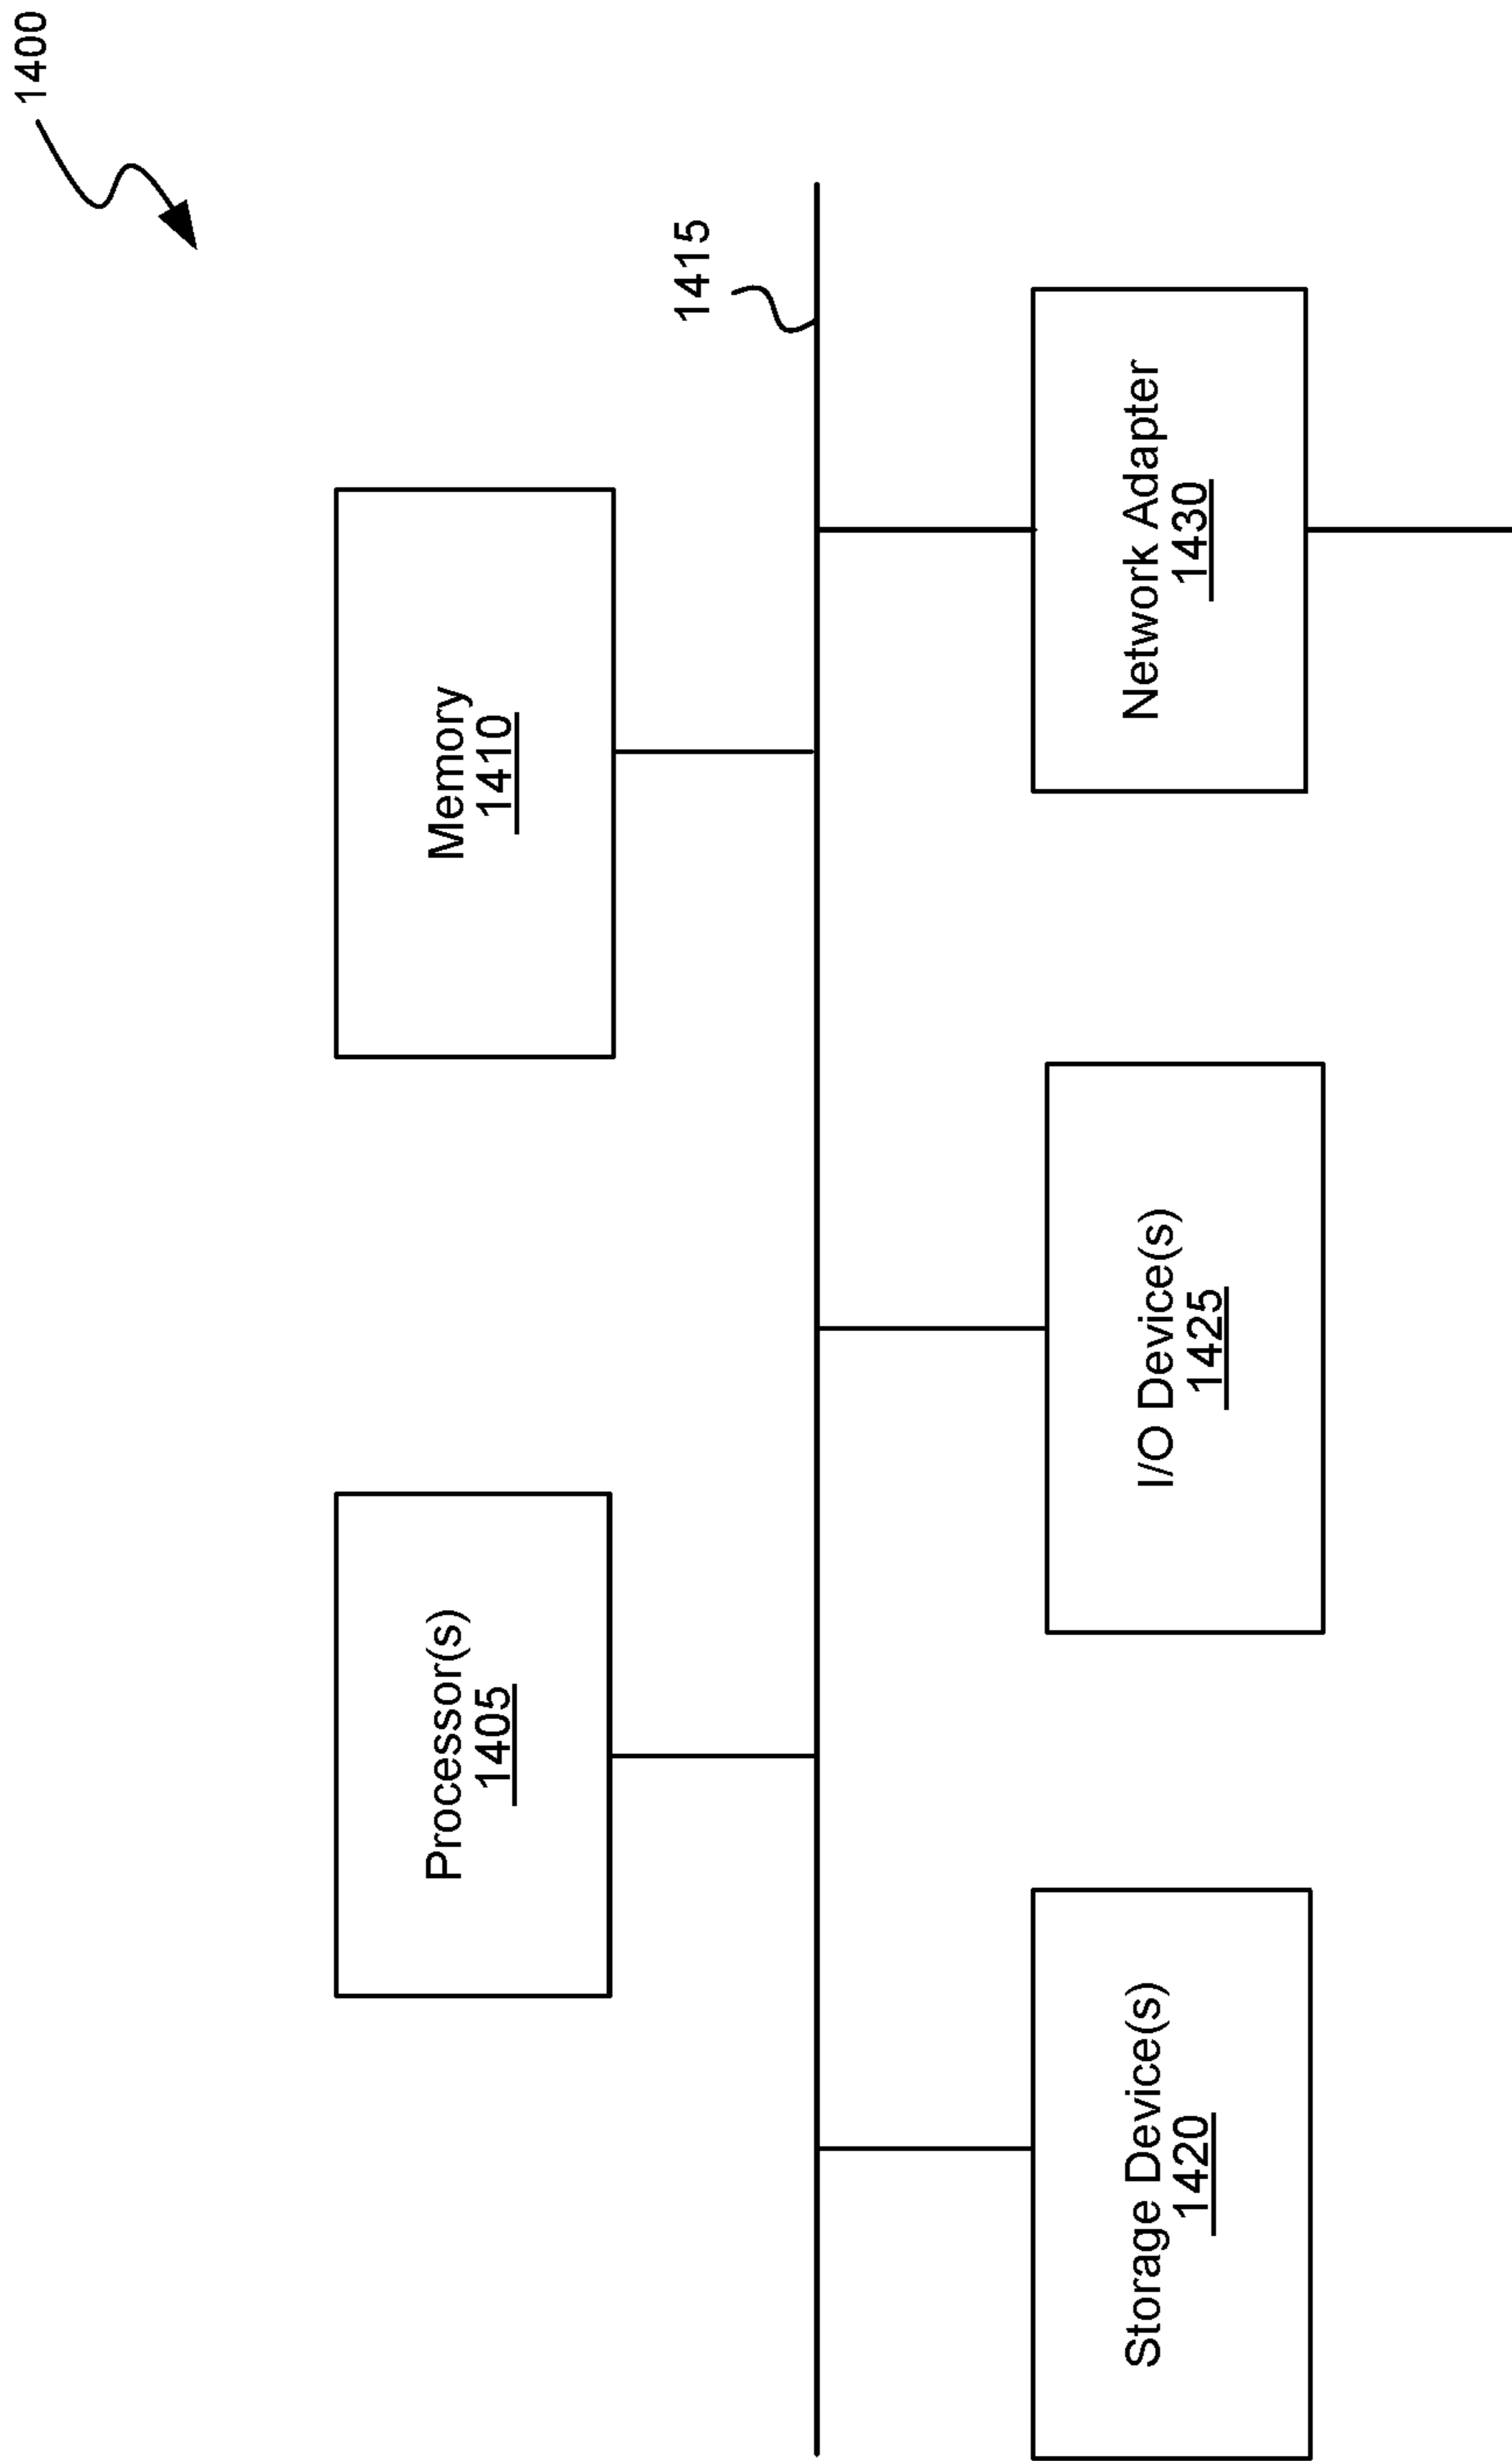 1400
Processor(s)
1405
Memory
1410
1415
Storage Device(s)
1420
I/O Device(s)
1425
Network Adapter
1430